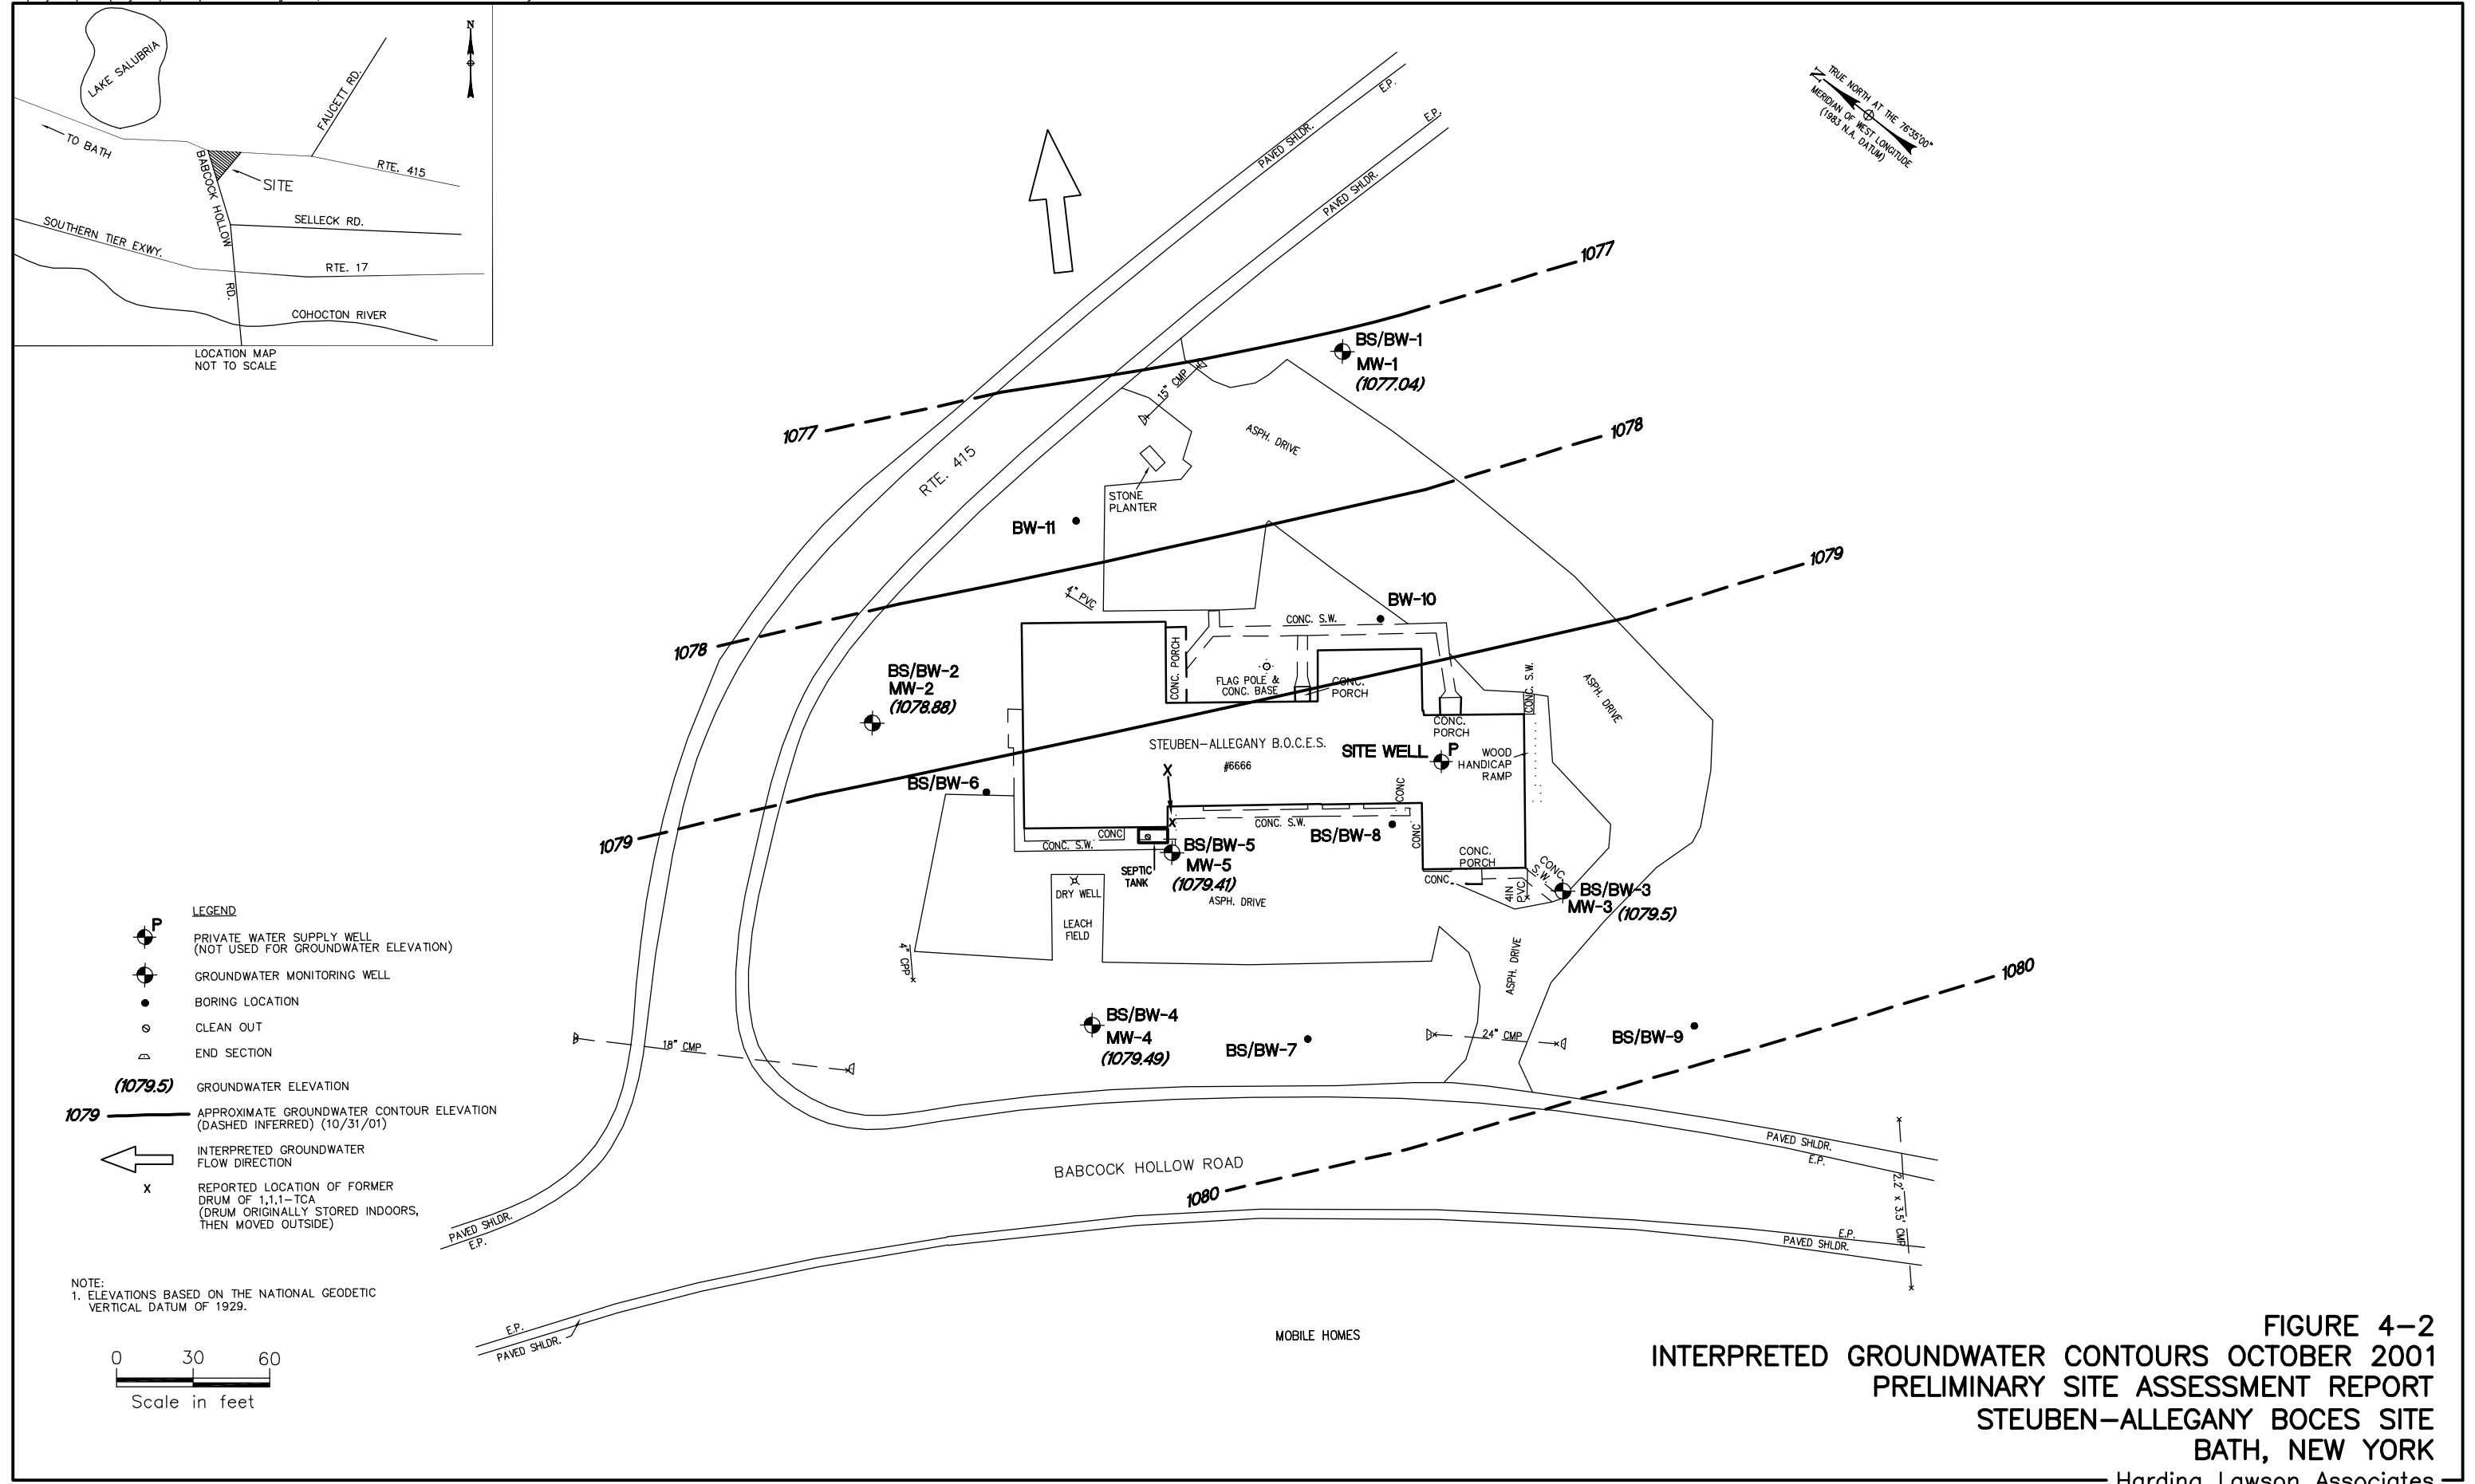 N
LAKE SALUBRIA
FAUCETT RD.
TO BATH
BABCOCK HOLLOW
RD.
RTE. 415
SITE
SELLECK RD.
SOUTHERN TIER EXWY.
RTE. 17
COHOCTON RIVER
LOCATION MAP
NOT TO SCALE
N
TRUE NORTH AT THE 76°35'00"
MERIDIAN OF WEST LONGITUDE
(1983 N.A. DATUM)
E.P.
PAVED SHLDR.
E.P.
PAVED SHLDR.
1077
BS/BW-1
MW-1
(1077.04)
15" CMP
1077
1078
ASPH. DRIVE
RTE. 415
STONE
PLANTER
BW-11
1079
4" PVC
BW-10
CONC. S.W.
1078
CONC. PORCH
BS/BW-2
MW-2
(1078.88)
FLAG POLE &
CONC. BASE
CONC.
PORCH
CONC. S.W.
ASPH. DRIVE
CONC.
PORCH
STEUBEN-ALLEGANY B.O.C.E.S.
#6666
SITE WELL
P
WOOD
HANDICAP
RAMP
X
BS/BW-6
CONC
X
CONC. S.W.
BS/BW-8
CONC
1079
CONC
CONC. S.W.
BS/BW-5
MW-5
(1079.41)
SEPTIC
TANK
CONC.
PORCH
CONC.
CONC.
S.W.
4IN
PVC
BS/BW-3
MW-3 (1079.5)
DRY WELL
ASPH. DRIVE
LEACH
FIELD
4" CPP
ASPH. DRIVE
1080
BS/BW-4
MW-4
(1079.49)
BS/BW-7
24" CMP
BS/BW-9
18" CMP
PAVED SHLDR.
E.P.
BABCOCK HOLLOW ROAD
1080
2.2' x 3.5' CMP
PAVED SHLDR.
E.P.
E.P.
PAVED SHLDR.
E.P.
PAVED SHLDR.
MOBILE HOMES
LEGEND
P
PRIVATE WATER SUPPLY WELL
(NOT USED FOR GROUNDWATER ELEVATION)
GROUNDWATER MONITORING WELL
BORING LOCATION
CLEAN OUT
END SECTION
(1079.5) GROUNDWATER ELEVATION
1079 APPROXIMATE GROUNDWATER CONTOUR ELEVATION
(DASHED INFERRED) (10/31/01)
INTERPRETED GROUNDWATER
FLOW DIRECTION
X REPORTED LOCATION OF FORMER
DRUM OF 1,1,1-TCA
(DRUM ORIGINALLY STORED INDOORS,
THEN MOVED OUTSIDE)
NOTE:
1. ELEVATIONS BASED ON THE NATIONAL GEODETIC
VERTICAL DATUM OF 1929.
0 30 60
Scale in feet
FIGURE 4-2
INTERPRETED GROUNDWATER CONTOURS OCTOBER 2001
PRELIMINARY SITE ASSESSMENT REPORT
STEUBEN-ALLEGANY BOCES SITE
BATH, NEW YORK
Harding Lawson Associates